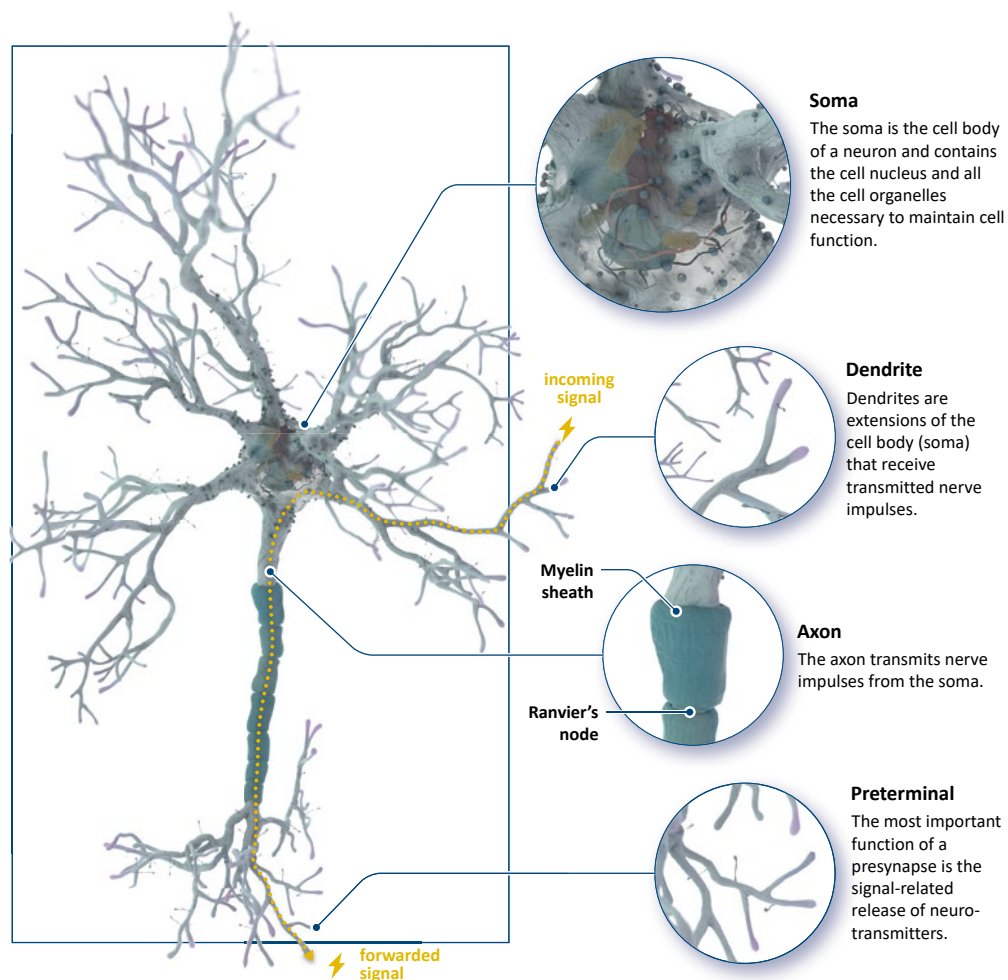 Soma
The soma is the cell body
of a neuron and contains
the cell nucleus and all
the cell organelles
necessary to maintain cell
function.
incoming
signal
Dendrite
Dendrites are
extensions of the
cell body (soma)
that receive
transmitted nerve
impulses.
Myelin
sheath
Axon
The axon transmits nerve
impulses from the soma.
Ranvier’s
node
Preterminal
The most important
function of a
presynapse is the
signal-related
release of neuro-
transmitters.
forwarded
signal